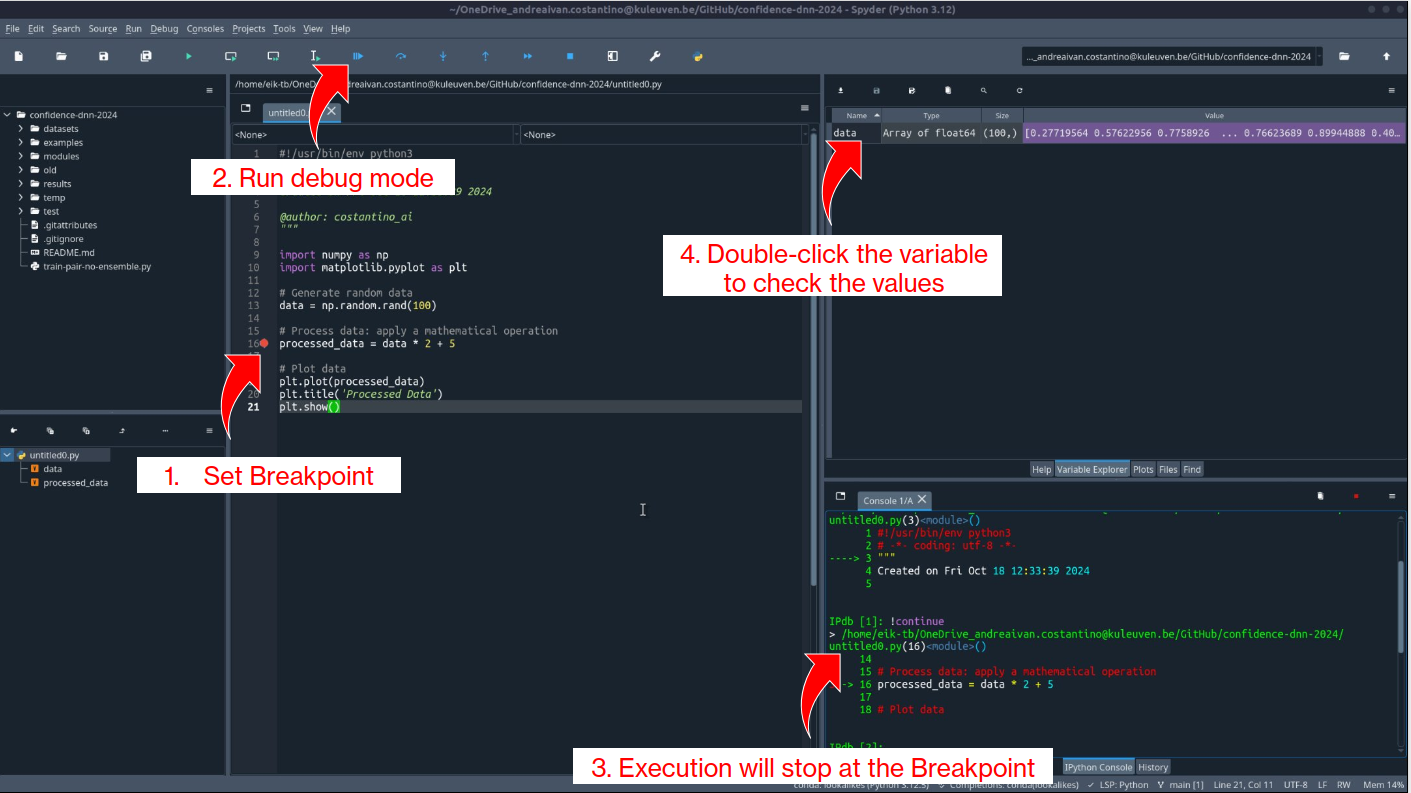 ~/OneDrive_andreaivan.costantino@kuleuven.be/GitHub/confidence-dnn-2024 - Spyder (Python 3.12)
File Edit Search Source Run Debug Consoles Projects Tools View Help
..._andreaivan.costantino@kuleuven.be/GitHub/confidence-dnn-2024
confidence-dnn-2024
datasets
examples
modules
old
results
temp
test
.gitattributes
.gitignore
README.md
train-pair-no-ensemble.py
untitled0.py
data
processed_data
/home/eik-tb/OneD reaivan.costantino@kuleuven.be/GitHub/confidence-dnn-2024/untitled0.py
untitled0.
<None> <None>
1 #!/usr/bin/env python3
2. Run debug mode
9 2024
5
6 @author: costantino_ai
7 """
8
9 import numpy as np
10 import matplotlib.pyplot as plt
11
12 # Generate random data
13 data = np.random.rand(100)
14
15 # Process data: apply a mathematical operation
16 processed_data = data * 2 + 5
# Plot data
plt.plot(processed_data)
20 plt.title('Processed Data')
21 plt.show()
1. Set Breakpoint
Name Type Size Value
data Array of float64 (100,) [0.27719564 0.57622956 0.7758926 ... 0.76623689 0.89944888 0.40...
4. Double-click the variable
to check the values
Help Variable Explorer Plots Files Find
Console 1/A
untitled0.py(3)<module>()
1 #!/usr/bin/env python3
2 # -*- coding: utf-8 -*-
----> 3 """
4 Created on Fri Oct 18 12:33:39 2024
5
IPdb [1]: !continue
> /home/eik-tb/OneDrive_andreaivan.costantino@kuleuven.be/GitHub/confidence-dnn-2024/
untitled0.py(16)<module>()
14
15 # Process data: apply a mathematical operation
-> 16 processed_data = data * 2 + 5
17
18 # Plot data
IPdb [2]:
3. Execution will stop at the Breakpoint
IPython Console History
conda: lookalikes (Python 3.12.5) Completions: conda(lookalikes) LSP: Python main [1] Line 21, Col 11 UTF-8 LF RW Mem 14%